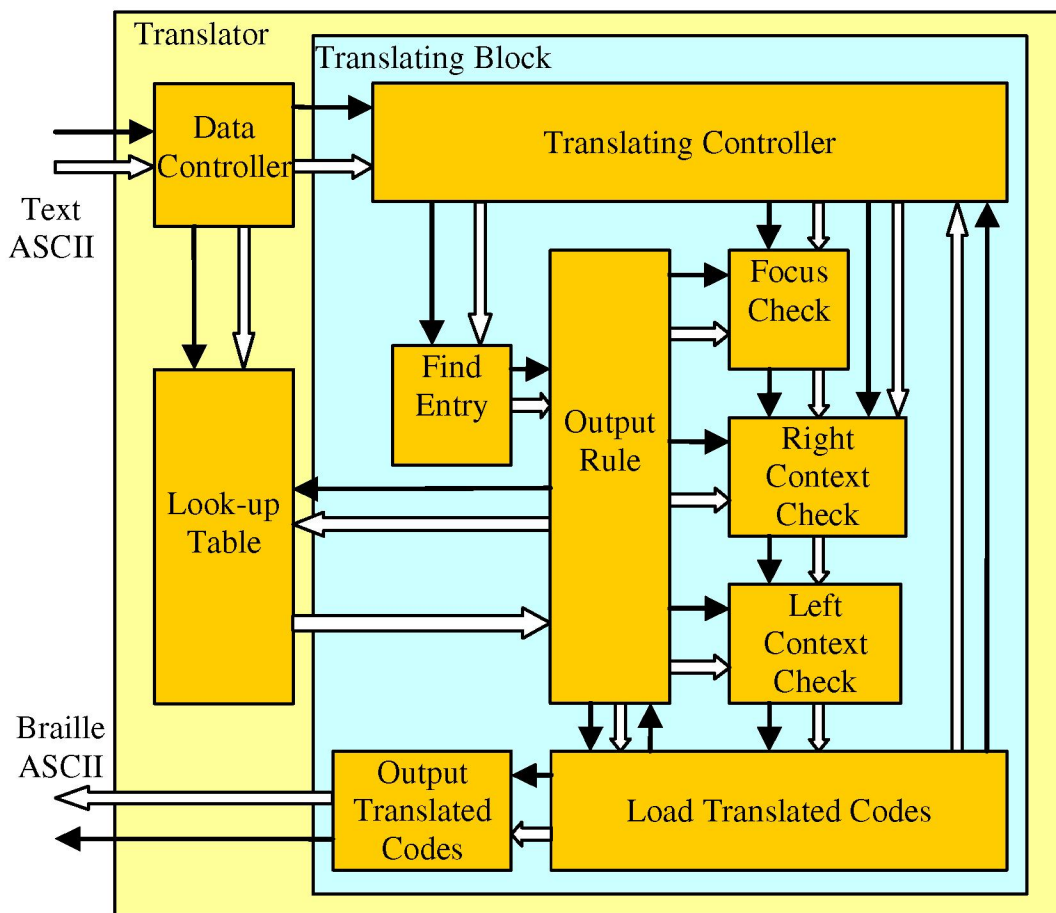 Translator
Translating Block
Data
Controller
Translating Controller
Text
ASCII
Focus
Check
Find
Entry
Output
Rule
Right
Context
Check
Look-up
Table
Left
Context
Check
Braille
ASCII
Output
Translated
Codes
Load Translated Codes